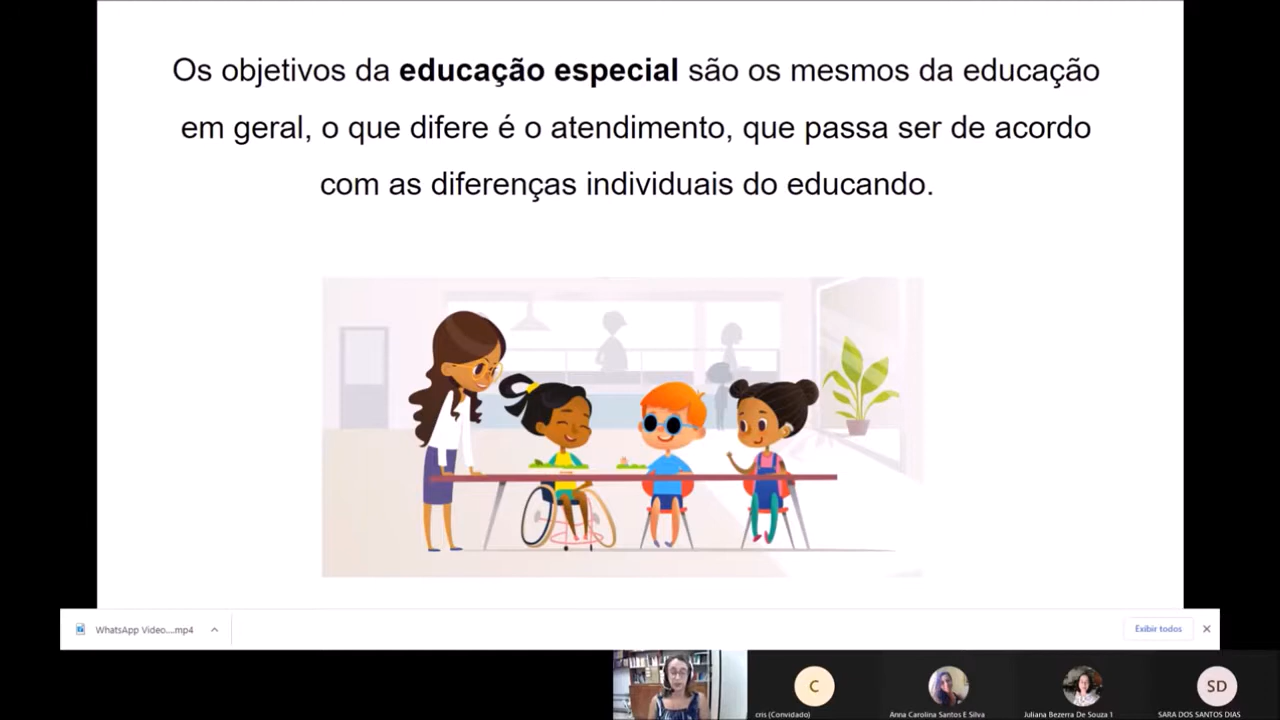 Os objetivos da educação especial são os mesmos da educação
em geral, o que difere é o atendimento, que passa ser de acordo
com as diferenças individuais do educando.
WhatsApp Video....mp4
Exibir todos
C
SD
cris (Convidado)
Anna Carolina Santos E Silva
Juliana Bezerra De Souza 1
SARA DOS SANTOS DIAS